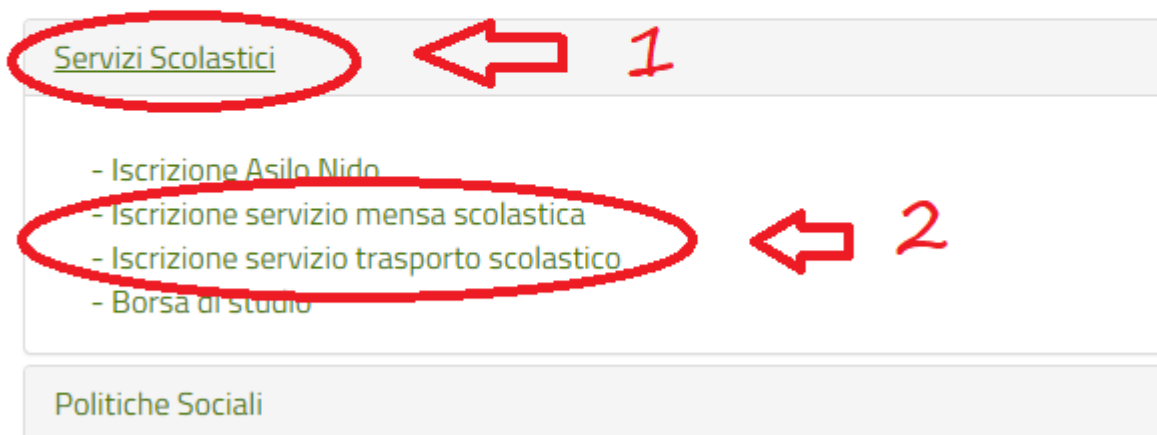 Servizi Scolastici
1
- Iscrizione Asilo Nido
- Iscrizione servizio mensa scolastica
- Iscrizione servizio trasporto scolastico
2
- Borsa di studio
Politiche Sociali